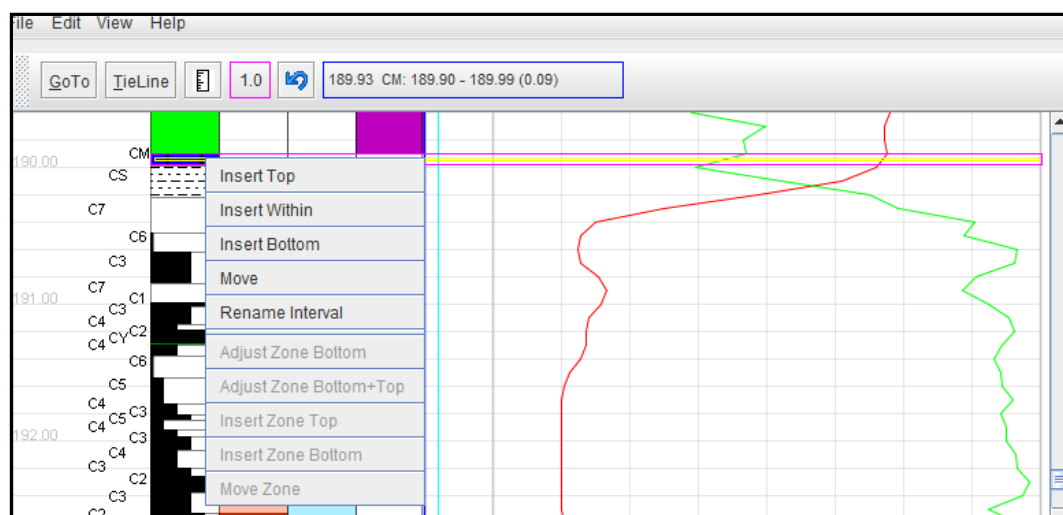 ile Edit View Help
GoTo TieLine 1.0 189.93 CM: 189.90 - 189.99 (0.09)
190.00
CM
CS
C7
C6
C3
C7
191.00
C1
C3
C4
C2
CY
C4
C6
C5
C4
C3
C5
C4
192.00
C3
C4
C3
C2
C3
C2
Insert Top
Insert Within
Insert Bottom
Move
Rename Interval
Adjust Zone Bottom
Adjust Zone Bottom+Top
Insert Zone Top
Insert Zone Bottom
Move Zone